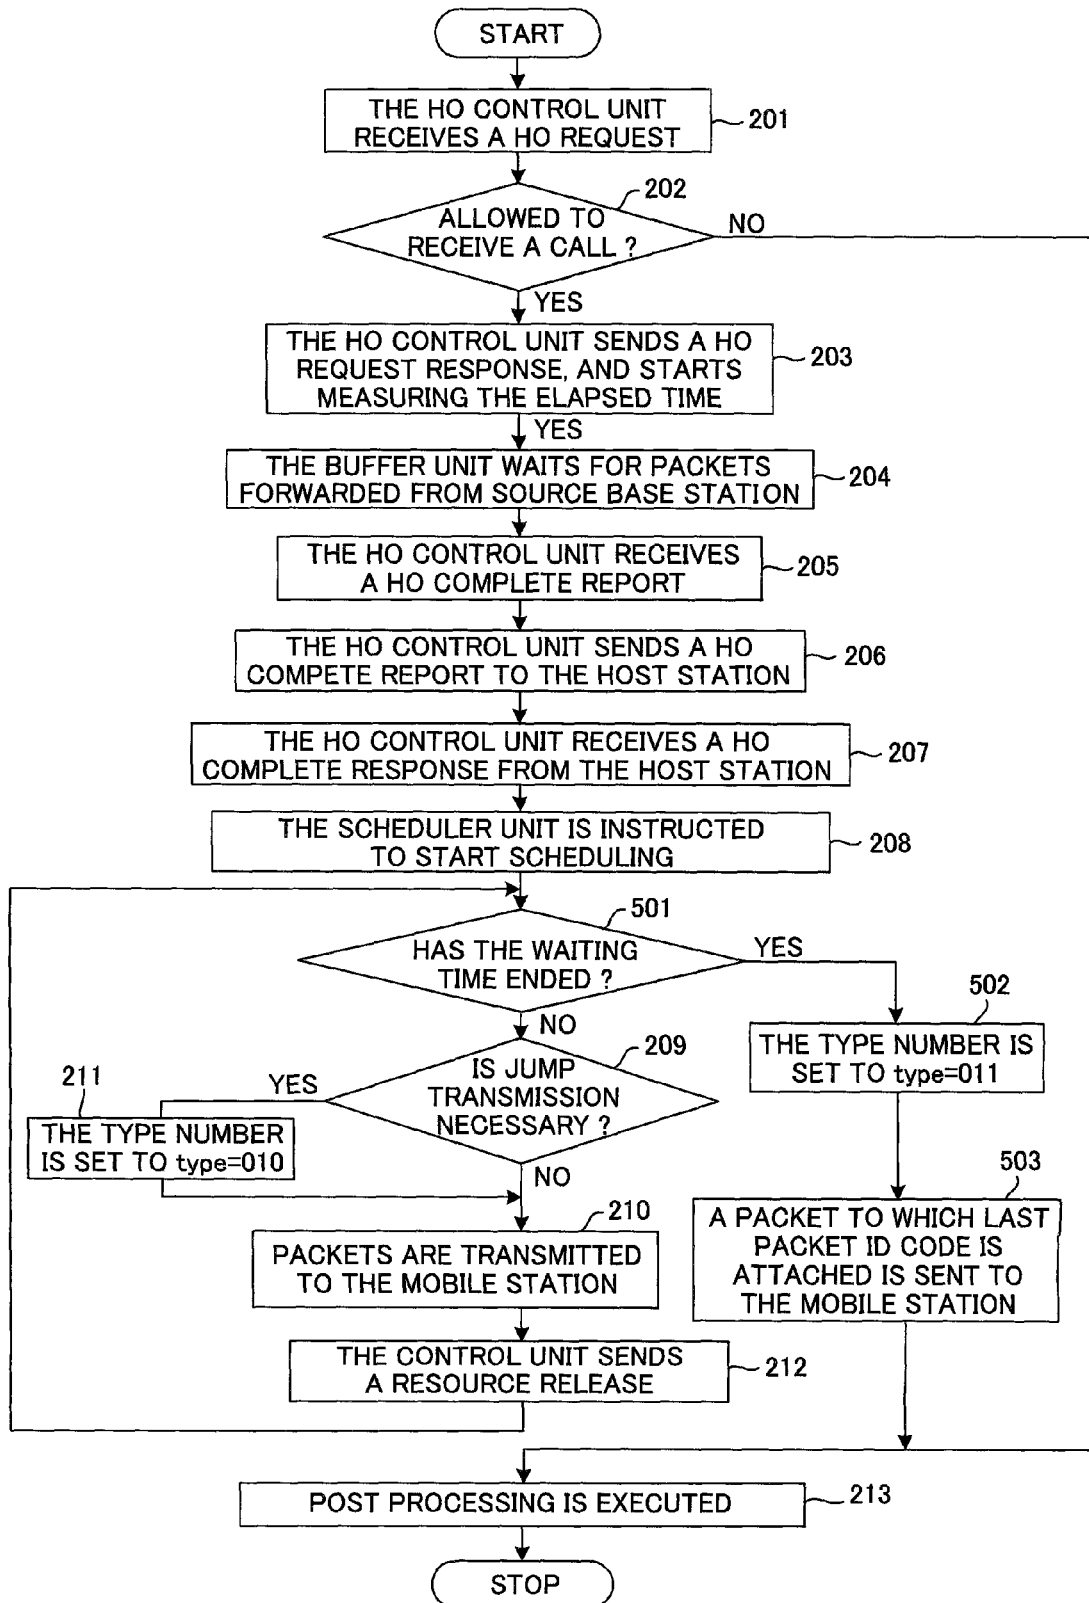 START
THE HO CONTROL UNIT
RECEIVES A HO REQUEST
201
202
ALLOWED TO
RECEIVE A CALL ?
NO
YES
THE HO CONTROL UNIT SENDS A HO
REQUEST RESPONSE, AND STARTS
MEASURING THE ELAPSED TIME
203
YES
THE BUFFER UNIT WAITS FOR PACKETS
FORWARDED FROM SOURCE BASE STATION
204
THE HO CONTROL UNIT RECEIVES
A HO COMPLETE REPORT
205
THE HO CONTROL UNIT SENDS A HO
COMPETE REPORT TO THE HOST STATION
206
THE HO CONTROL UNIT RECEIVES A HO
COMPLETE RESPONSE FROM THE HOST STATION
207
THE SCHEDULER UNIT IS INSTRUCTED
TO START SCHEDULING
208
501
HAS THE WAITING
TIME ENDED ?
YES
NO
502
THE TYPE NUMBER IS
SET TO type=011
209
IS JUMP
TRANSMISSION
NECESSARY ?
YES
211
THE TYPE NUMBER
IS SET TO type=010
NO
503
A PACKET TO WHICH LAST
PACKET ID CODE IS
ATTACHED IS SENT TO
THE MOBILE STATION
210
PACKETS ARE TRANSMITTED
TO THE MOBILE STATION
THE CONTROL UNIT SENDS
A RESOURCE RELEASE
212
POST PROCESSING IS EXECUTED
213
STOP